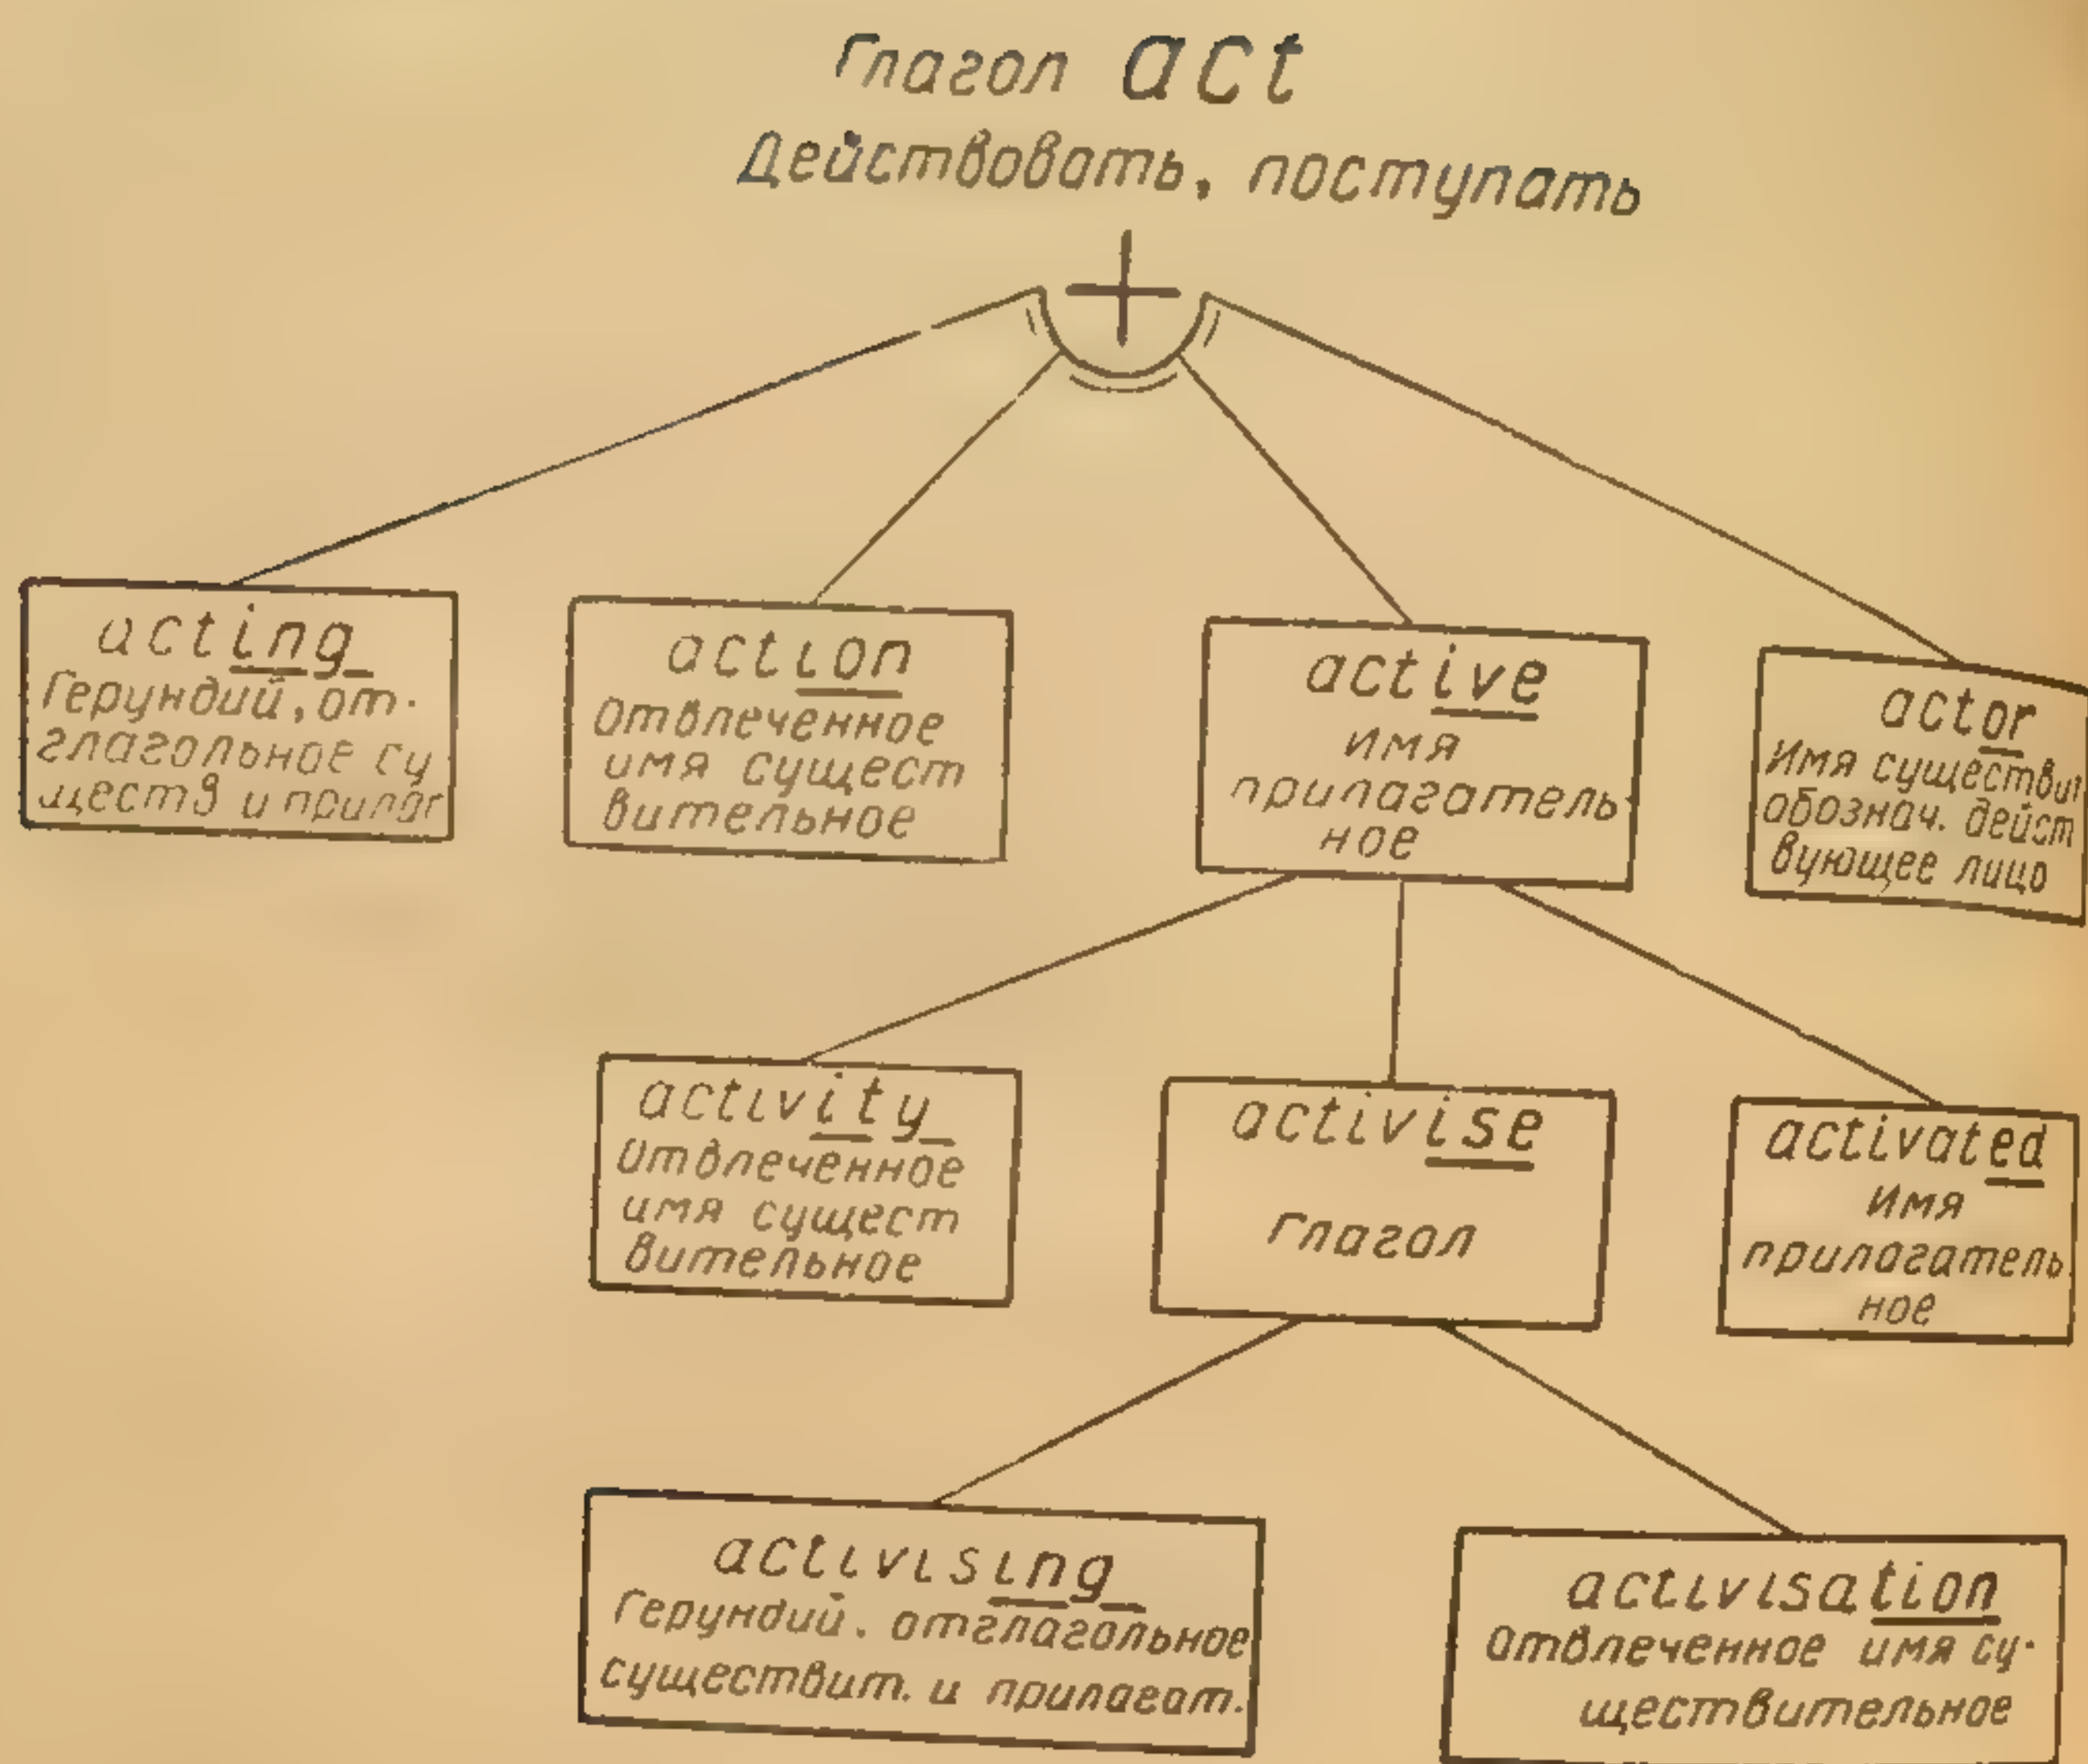 Глагол act
Действовать, поступать
acting
Герундий, от-
глагольное су
ществ и прилаг
action
Отвлеченное
имя сущест
вительное
active
имя
прилагатель-
ное
actor
Имя существит
обознач. дейст
вующее лицо
activity
Отвлеченное
имя сущест
вительное
activise
глагол
activated
Имя
прилагатель
ное
activising
Герундий. отглагольное
существит. и прилагат.
activisation
Отвлеченное имя су-
ществительное